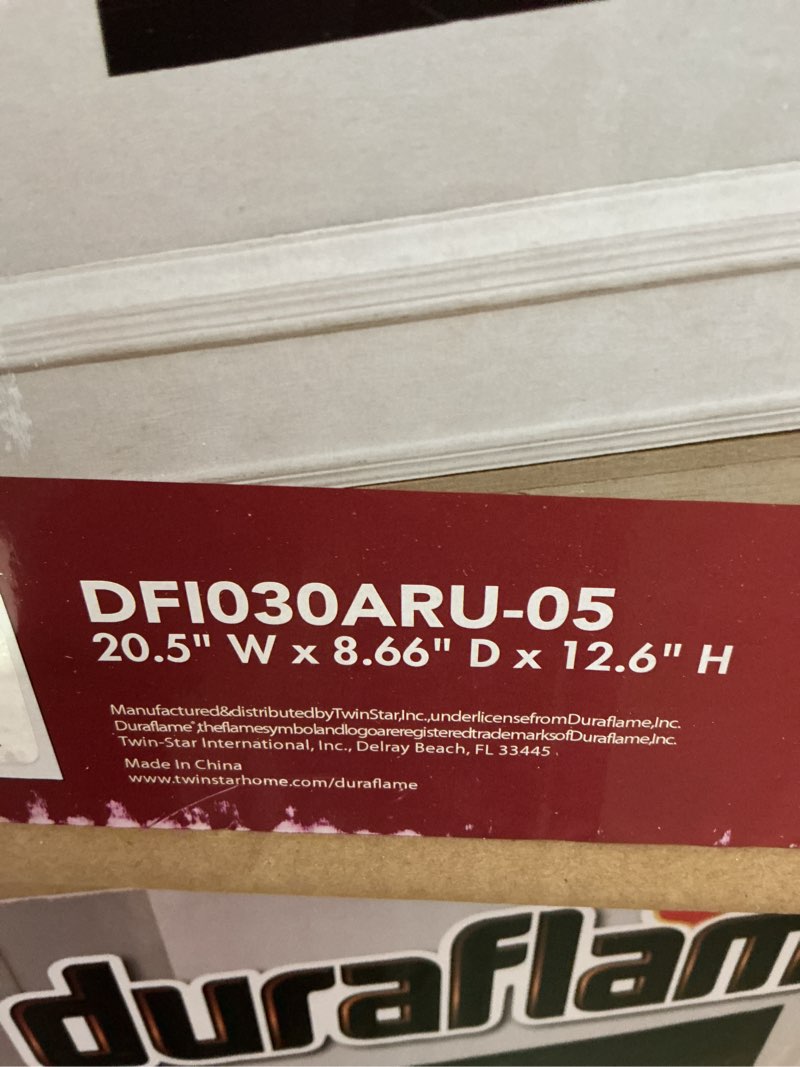 DFI030ARU-05
20.5" W x 8.66" D x 12.6" H
Manufactured&distributedbyTwinStar,Inc.,underlicensefromDuraflame,Inc.
Duraflame®,theflamesymbolandlogoareregisteredtrademarksofDuraflame,Inc.
Twin-Star International, Inc., Delray Beach, FL 33445
Made In China
www.twinstarhome.com/duraflame
duraflam